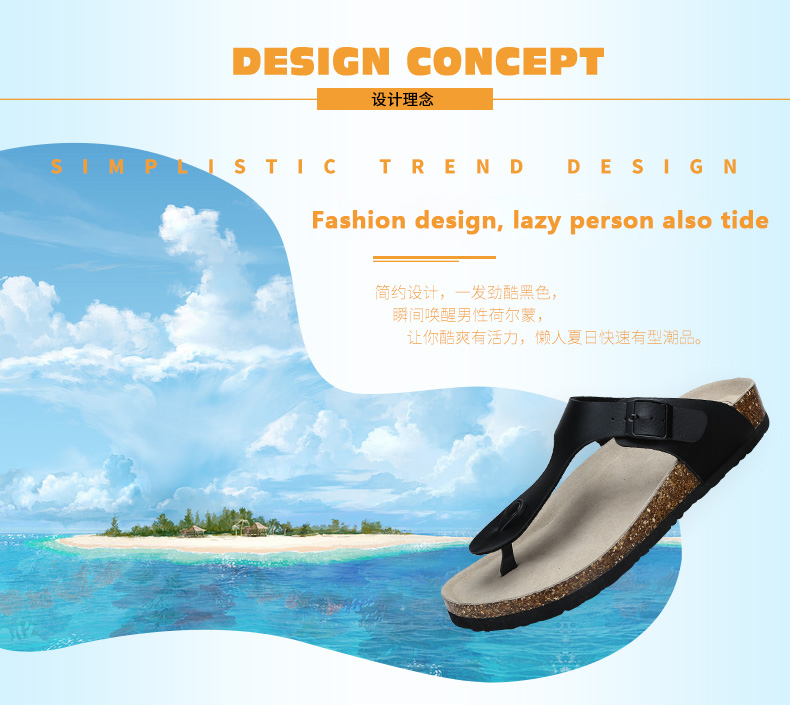 DESIGN CONCEPT
设计理念
SIMPLISTIC TREND DESIGN
Fashion design, lazy person also tide
简约设计，一发劲酷黑色，
瞬间唤醒男性荷尔蒙，
让你酷爽有活力，懒人夏日快速有型潮品。